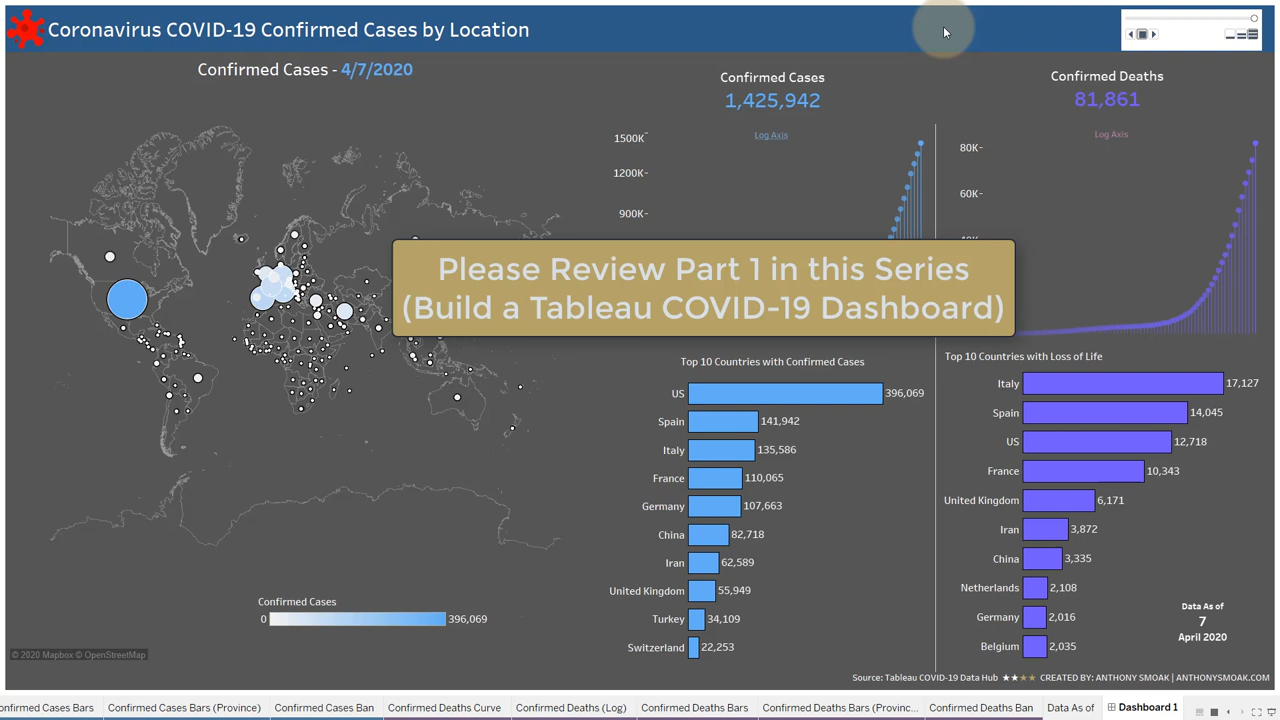 Coronavirus COVID-19 Confirmed Cases by Location
Confirmed Cases - 4/7/2020
Confirmed Cases
1,425,942
Log Axis
1500K
1200K
900K
Confirmed Deaths
81,861
Log Axis
80K
60K
Please Review Part 1 in this Series
(Build a Tableau COVID-19 Dashboard)
Top 10 Countries with Confirmed Cases
US 396,069
Spain 141,942
Italy 135,586
France 110,065
Germany 107,663
China 82,718
Iran 62,589
United Kingdom 55,949
Turkey 34,109
Switzerland 22,253
Top 10 Countries with Loss of Life
Italy 17,127
Spain 14,045
US 12,718
France 10,343
United Kingdom 6,171
Iran 3,872
China 3,335
Netherlands 2,108
Germany 2,016
Belgium 2,035
Confirmed Cases
0 396,069
Data As of
7
April 2020
© 2020 Mapbox © OpenStreetMap
Source: Tableau COVID-19 Data Hub ★★★★ CREATED BY: ANTHONY SMOAK | ANTHONYSMOAK.COM
onfirmed Cases Bars Confirmed Cases Bars (Province) Confirmed Cases Ban Confirmed Deaths Curve Confirmed Deaths (Log) Confirmed Deaths Bars Confirmed Deaths Bars (Provinc... Confirmed Deaths Ban Data As of Dashboard 1